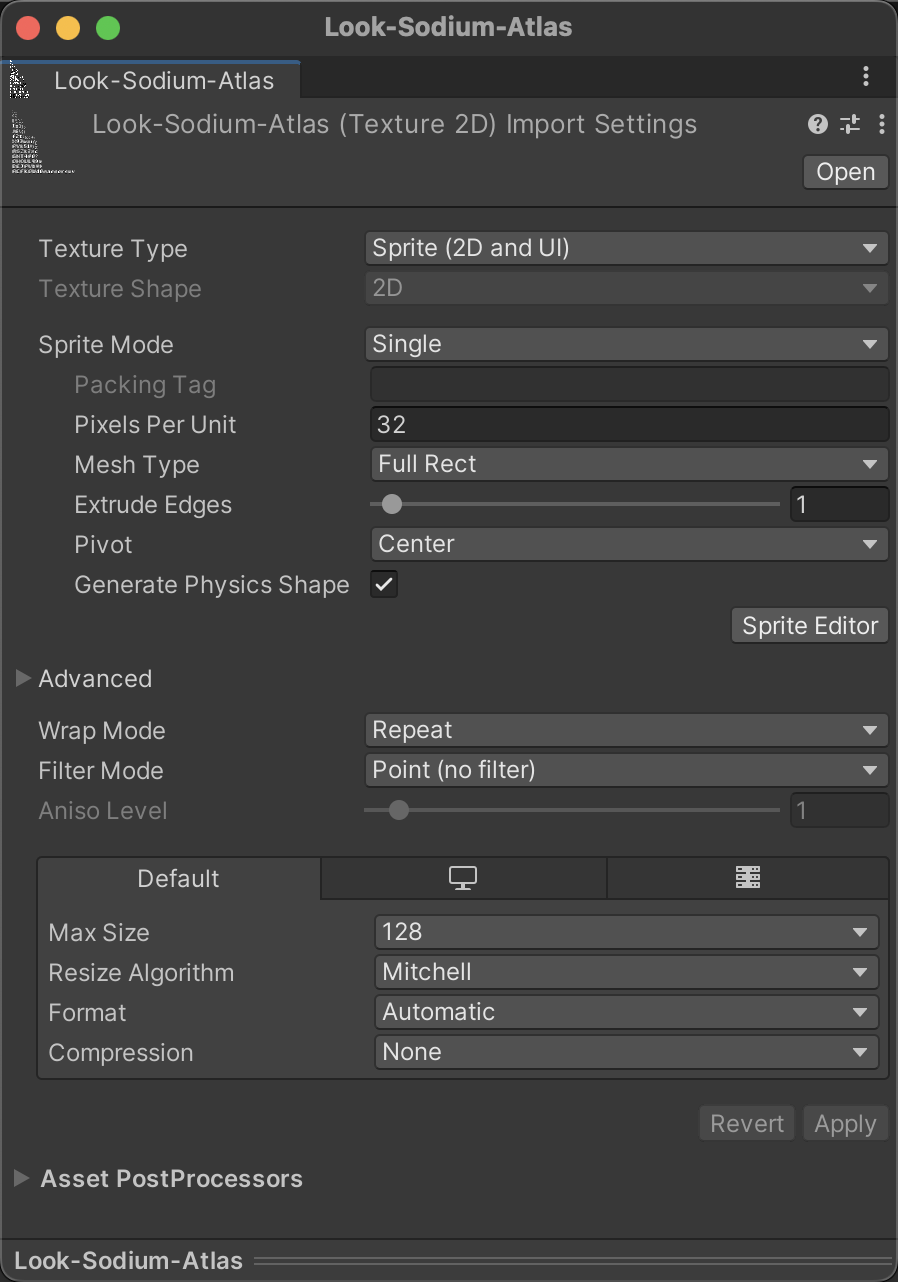 Look-Sodium-Atlas
Look-Sodium-Atlas
Look-Sodium-Atlas (Texture 2D) Import Settings
Open
Texture Type Sprite (2D and UI)
Texture Shape 2D
Sprite Mode Single
Packing Tag
Pixels Per Unit 32
Mesh Type Full Rect
Extrude Edges 1
Pivot Center
Generate Physics Shape
Sprite Editor
Advanced
Wrap Mode Repeat
Filter Mode Point (no filter)
Aniso Level 1
Default
Max Size 128
Resize Algorithm Mitchell
Format Automatic
Compression None
Revert Apply
Asset PostProcessors
Look-Sodium-Atlas